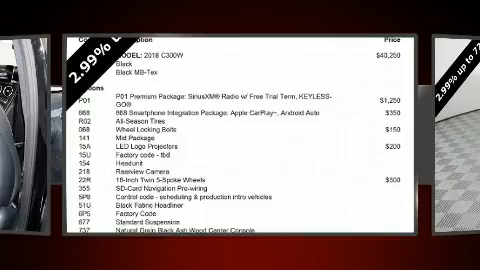 2.99%
Price
MODEL: 2018 C300W $40,250
Black
Black MB-Tex
P01 P01 Premium Package: SiriusXM® Radio w/ Free Trial Term, KEYLESS-GO® $1,250
868 868 Smartphone Integration Package: Apple CarPlay™, Android Auto $350
R02 All-Season Tires
068 Wheel Locking Bolts $150
141 Mid Package
15A LED Logo Projectors $200
15U Factory code - tbd
154 Headunit
218 Rearview Camera
22R 18-Inch Twin 5-Spoke Wheels $500
355 SD-Card Navigation Pre-wiring
5P8 Control code - scheduling & production intro vehicles
51U Black Fabric Headliner
6P5 Factory Code
677 Standard Suspension
737 Natural Grain Black Ash Wood Center Console
2.99%